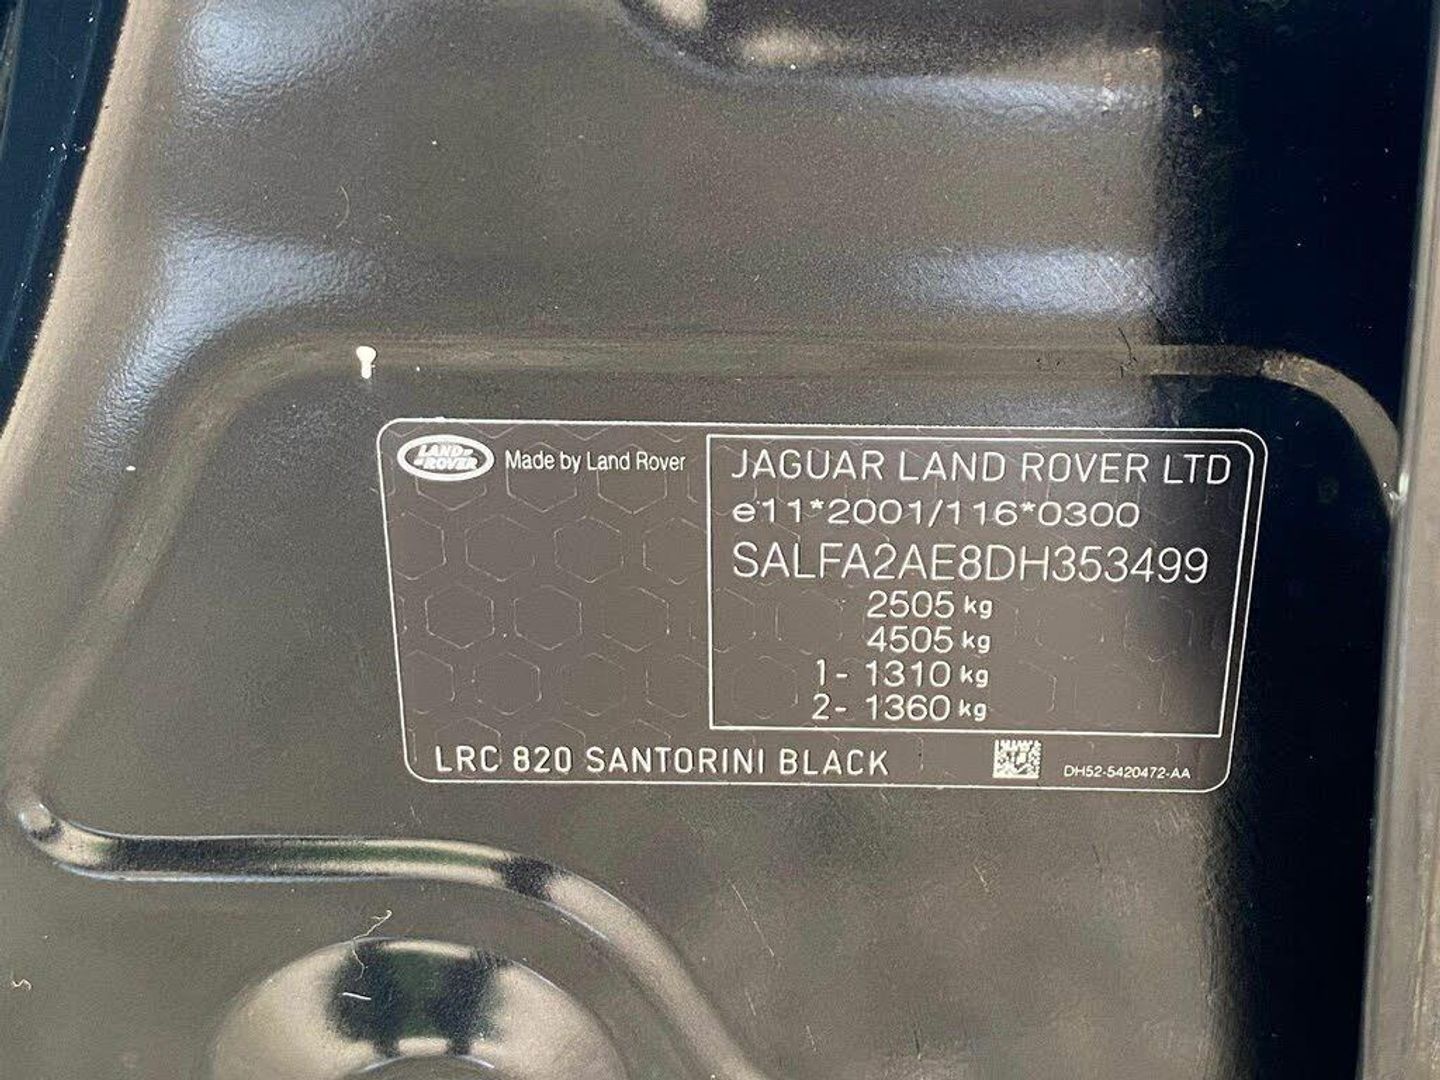 LAND ROVER
Made by Land Rover
JAGUAR LAND ROVER LTD
e11*2001/116*0300
SALFA2AE8DH353499
2505 kg
4505 kg
1- 1310 kg
2- 1360 kg
LRC 820 SANTORINI BLACK
DH52-5420472-AA